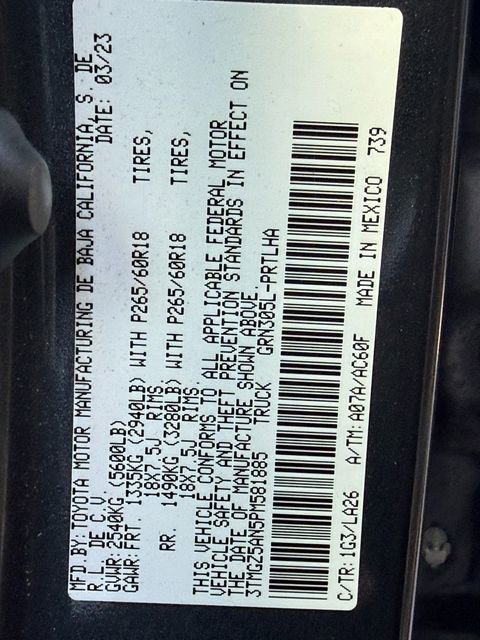 MFD.BY:TOYOTA MOTOR MANUFACTURING DE BAJA CALIFORNIA, S. DE
R.L. DE C.V. DATE: 03/23
GVWR:2540KG (5600LB)
GAWR:FRT. 1335KG (2940LB) WITH P265/60R18 TIRES,
18X7.5J RIMS.
RR. 1490KG (3280LB) WITH P265/60R18 TIRES,
18X7.5J RIMS.
THIS VEHICLE CONFORMS TO ALL APPLICABLE FEDERAL MOTOR
VEHICLE SAFETY AND THEFT PREVENTION STANDARDS IN EFFECT ON
THE DATE OF MANUFACTURE SHOWN ABOVE.
3TMGZ5AN5PM581885 TRUCK GRN305L-PRTLHA
C/TR:1G3/LA26 A/TM:A07A/AC60F MADE IN MEXICO 739